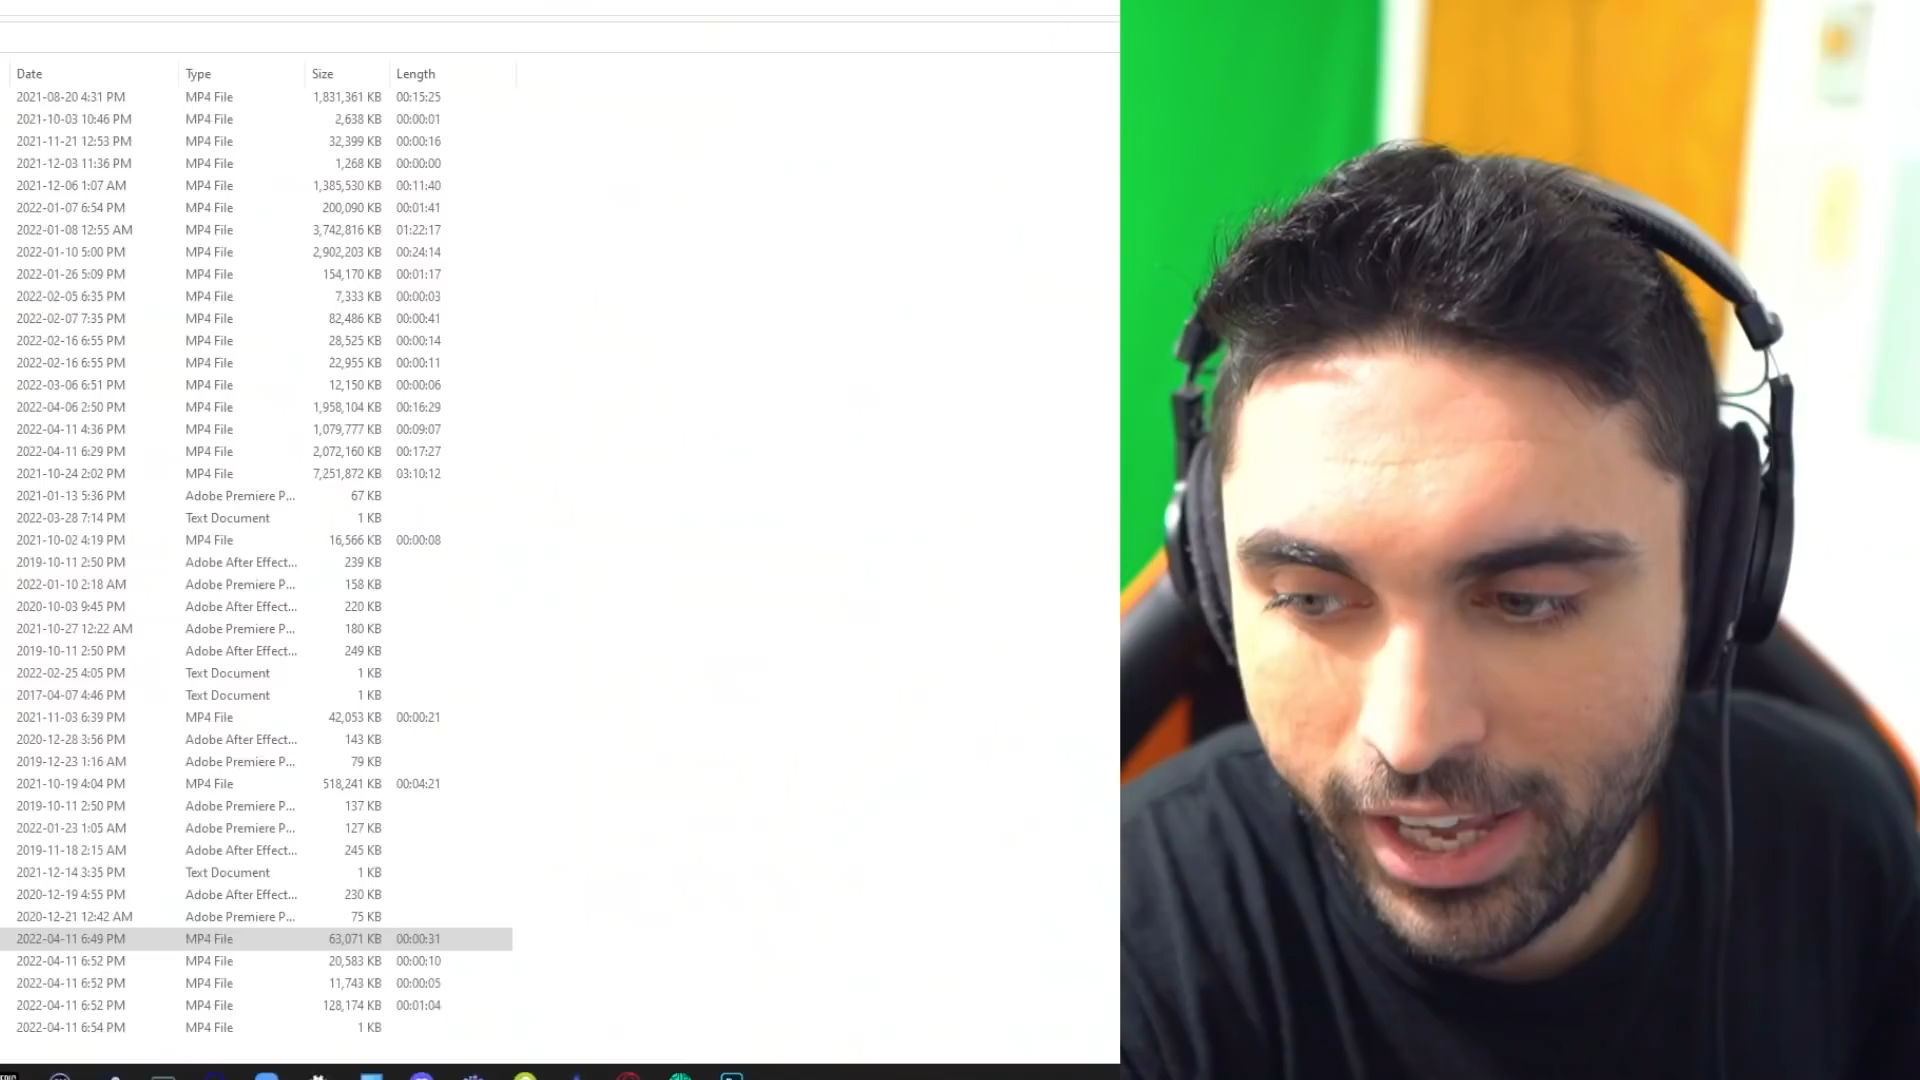 Date Type Size Length
2021-08-20 4:31 PM MP4 File 1,831,361 KB 00:15:25
2021-10-03 10:46 PM MP4 File 2,638 KB 00:00:01
2021-11-21 12:53 PM MP4 File 32,399 KB 00:00:16
2021-12-03 11:36 PM MP4 File 1,268 KB 00:00:00
2021-12-06 1:07 AM MP4 File 1,385,530 KB 00:11:40
2022-01-07 6:54 PM MP4 File 200,090 KB 00:01:41
2022-01-08 12:55 AM MP4 File 3,742,816 KB 01:22:17
2022-01-10 5:00 PM MP4 File 2,902,203 KB 00:24:14
2022-01-26 5:09 PM MP4 File 154,170 KB 00:01:17
2022-02-05 6:35 PM MP4 File 7,333 KB 00:00:03
2022-02-07 7:35 PM MP4 File 82,486 KB 00:00:41
2022-02-16 6:55 PM MP4 File 28,525 KB 00:00:14
2022-02-16 6:55 PM MP4 File 22,955 KB 00:00:11
2022-03-06 6:51 PM MP4 File 12,150 KB 00:00:06
2022-04-06 2:50 PM MP4 File 1,958,104 KB 00:16:29
2022-04-11 4:36 PM MP4 File 1,079,777 KB 00:09:07
2022-04-11 6:29 PM MP4 File 2,072,160 KB 00:17:27
2021-10-24 2:02 PM MP4 File 7,251,872 KB 03:10:12
2021-01-13 5:36 PM Adobe Premiere P... 67 KB
2022-03-28 7:14 PM Text Document 1 KB
2021-10-02 4:19 PM MP4 File 16,566 KB 00:00:08
2019-10-11 2:50 PM Adobe After Effect... 239 KB
2022-01-10 2:18 AM Adobe Premiere P... 158 KB
2020-10-03 9:45 PM Adobe After Effect... 220 KB
2021-10-27 12:22 AM Adobe Premiere P... 180 KB
2019-10-11 2:50 PM Adobe After Effect... 249 KB
2022-02-25 4:05 PM Text Document 1 KB
2017-04-07 4:46 PM Text Document 1 KB
2021-11-03 6:39 PM MP4 File 42,053 KB 00:00:21
2020-12-28 3:56 PM Adobe After Effect... 143 KB
2019-12-23 1:16 AM Adobe Premiere P... 79 KB
2021-10-19 4:04 PM MP4 File 518,241 KB 00:04:21
2019-10-11 2:50 PM Adobe Premiere P... 137 KB
2022-01-23 1:05 AM Adobe Premiere P... 127 KB
2019-11-18 2:15 AM Adobe After Effect... 245 KB
2021-12-14 3:35 PM Text Document 1 KB
2020-12-19 4:55 PM Adobe After Effect... 230 KB
2020-12-21 12:42 AM Adobe Premiere P... 75 KB
2022-04-11 6:49 PM MP4 File 63,071 KB 00:00:31
2022-04-11 6:52 PM MP4 File 20,583 KB 00:00:10
2022-04-11 6:52 PM MP4 File 11,743 KB 00:00:05
2022-04-11 6:52 PM MP4 File 128,174 KB 00:01:04
2022-04-11 6:54 PM MP4 File 1 KB